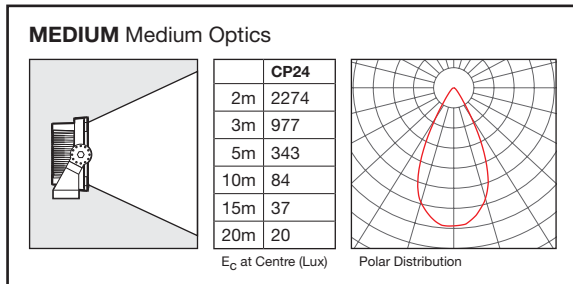 MEDIUM Medium Optics
CP24
2m 2274
3m 977
5m 343
10m 84
15m 37
20m 20
Ec at Centre (Lux)
Polar Distribution